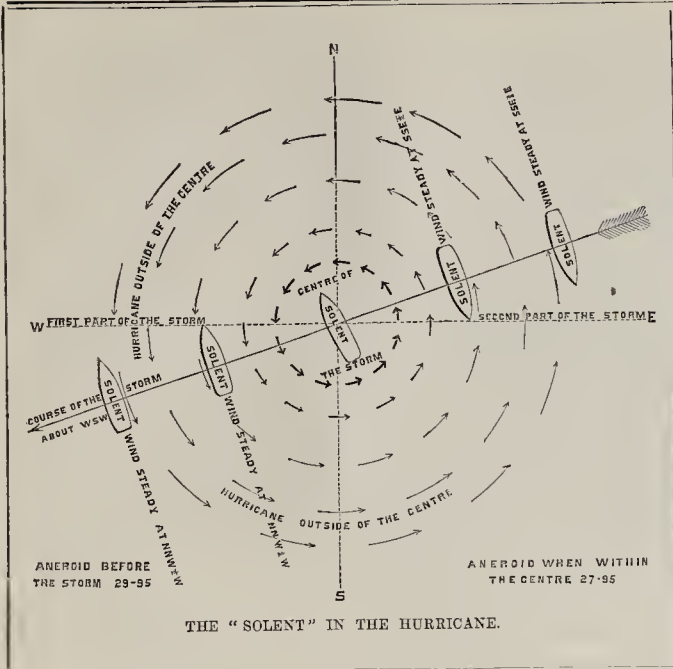 N
WIND STEADY AT SSE½E
WIND STEADY AT SSE½E
HURRICANE OUTSIDE OF THE CENTRE
SOLENT
SOLENT
CENTRE OF
SOLENT
THE STORM
W FIRST PART OF THE STORM
SECOND PART OF THE STORM E
SOLENT
SOLENT
COURSE OF THE STORM
ABOUT WSW
WIND STEADY AT NNW½W
WIND STEADY AT NNW½W
HURRICANE OUTSIDE OF THE CENTRE
ANEROID BEFORE
THE STORM 29-95
ANEROID WHEN WITHIN
THE CENTRE 27·95
S
THE "SOLENT" IN THE HURRICANE.